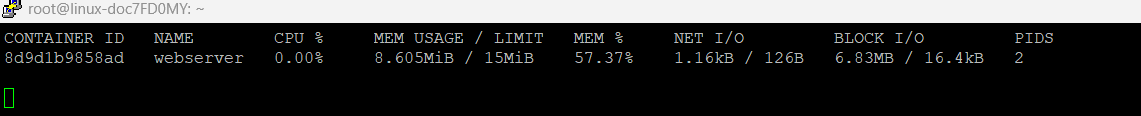 root@linux-doc7FD0MY: ~
CONTAINER ID NAME CPU % MEM USAGE / LIMIT MEM % NET I/O BLOCK I/O PIDS
8d9d1b9858ad webserver 0.00% 8.605MiB / 15MiB 57.37% 1.16kB / 126B 6.83MB / 16.4kB 2